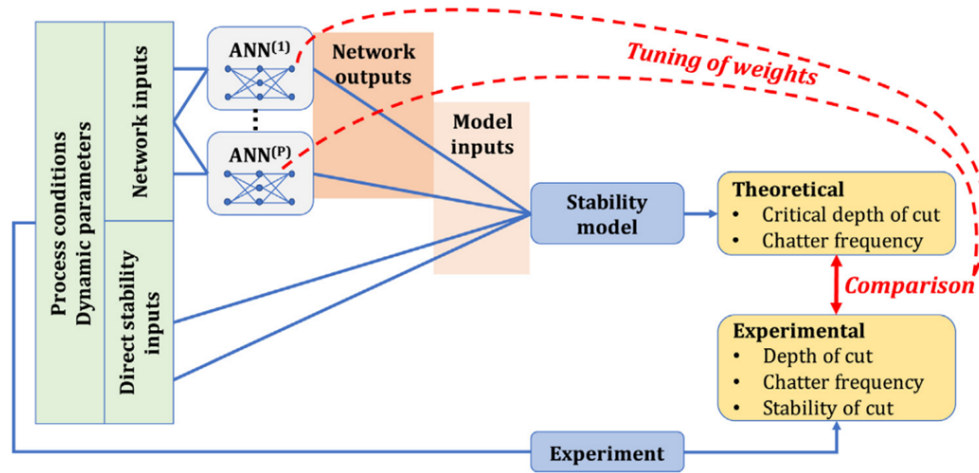 Process conditions
Dynamic parameters
Network inputs
Direct stability
inputs
ANN(1)
ANN(P)
Network
outputs
Model
inputs
Tuning of weights
Stability
model
Theoretical
• Critical depth of cut
• Chatter frequency
Comparison
Experimental
• Depth of cut
• Chatter frequency
• Stability of cut
Experiment